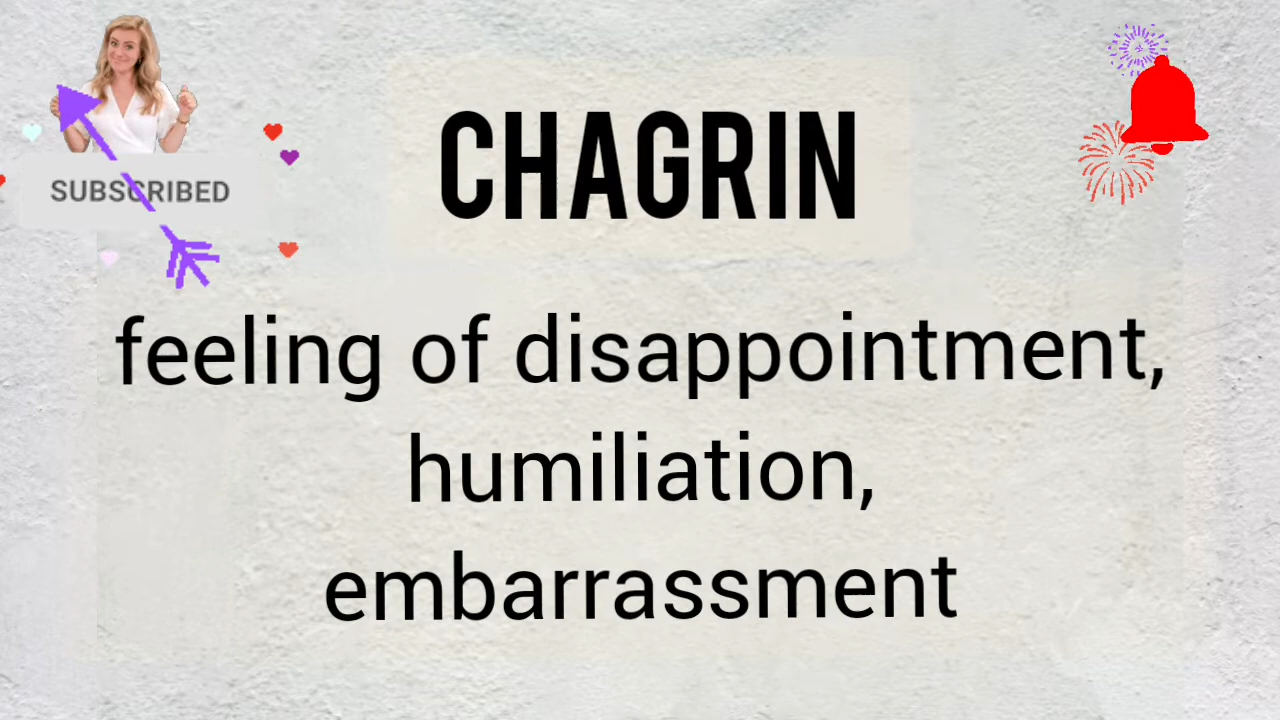 SUBSCRIBED
CHAGRIN
feeling of disappointment,
humiliation,
embarrassment